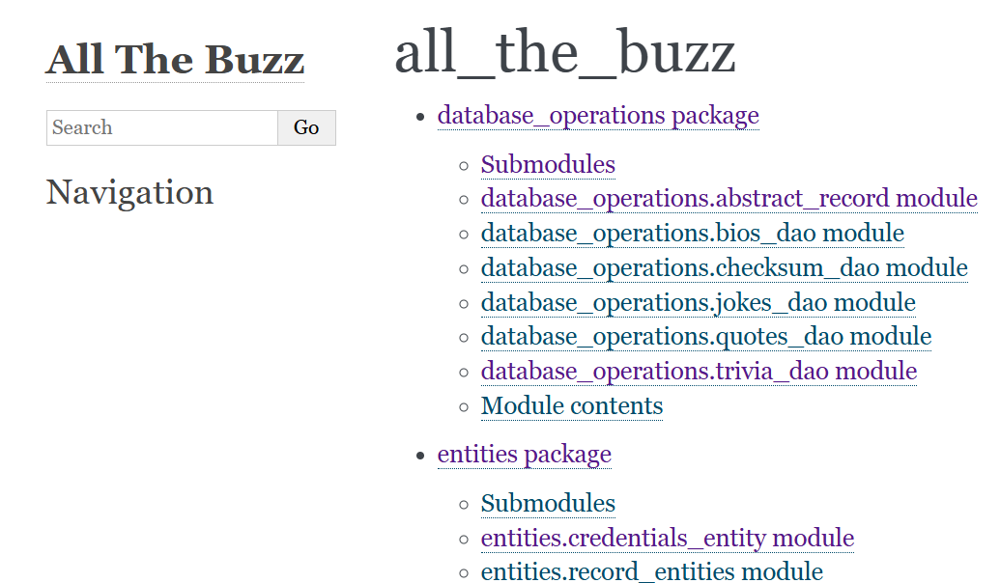 All The Buzz
Search
Go
Navigation
all_the_buzz
database_operations package
Submodules
database_operations.abstract_record module
database_operations.bios_dao module
database_operations.checksum_dao module
database_operations.jokes_dao module
database_operations.quotes_dao module
database_operations.trivia_dao module
Module contents
entities package
Submodules
entities.credentials_entity module
entities.record_entities module